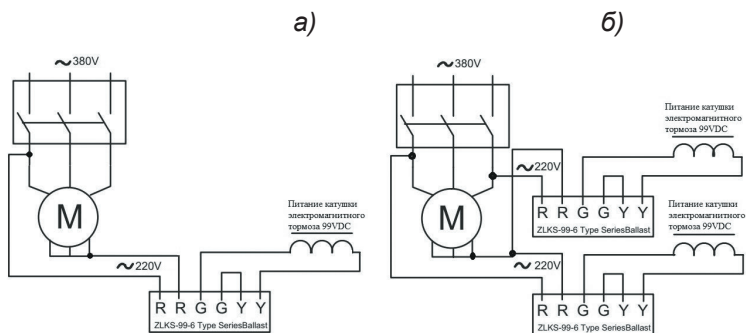 а)
б)
~380V
M
Питание катушки
электромагнитного
тормоза 99VDC
~220V
R R G G Y Y
ZLKS-99-6 Type SeriesBallast
~380V
Питание катушки
электромагнитного
тормоза 99VDC
~220V
M
R R G G Y Y
ZLKS-99-6 Type SeriesBallast
Питание катушки
электромагнитного
тормоза 99VDC
~220V
R R G G Y Y
ZLKS-99-6 Type SeriesBallast